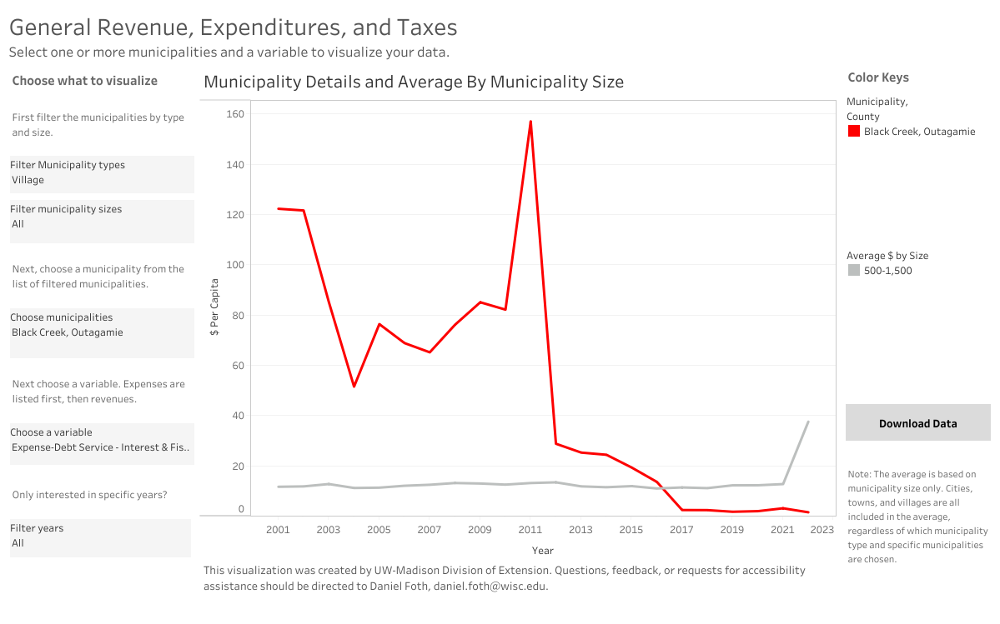 General Revenue, Expenditures, and Taxes
Select one or more municipalities and a variable to visualize your data.
Choose what to visualize
First filter the municipalities by type
and size.
Filter Municipality types
Village
Filter municipality sizes
All
Next, choose a municipality from the
list of filtered municipalities.
Choose municipalities
Black Creek, Outagamie
Next choose a variable. Expenses are
listed first, then revenues.
Choose a variable
Expense-Debt Service - Interest & Fis..
Only interested in specific years?
Filter years
All
Municipality Details and Average By Municipality Size
160
140
120
100
80
60
40
20
0
$ Per Capita
2001 2003 2005 2007 2009 2011 2013 2015 2017 2019 2021 2023
Year
This visualization was created by UW-Madison Division of Extension. Questions, feedback, or requests for accessibility
assistance should be directed to Daniel Foth, daniel.foth@wisc.edu.
Color Keys
Municipality,
County
Black Creek, Outagamie
Average $ by Size
500-1,500
Download Data
Note: The average is based on
municipality size only. Cities,
towns, and villages are all
included in the average,
regardless of which municipality
type and specific municipalities
are chosen.